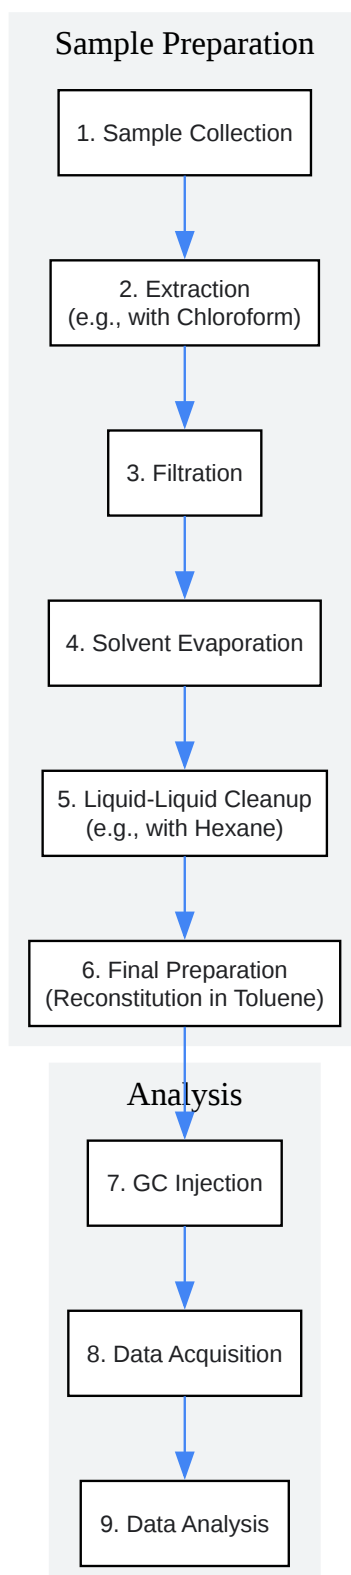 Sample Preparation
1. Sample Collection
2. Extraction
(e.g., with Chloroform)
3. Filtration
4. Solvent Evaporation
5. Liquid-Liquid Cleanup
(e.g., with Hexane)
6. Final Preparation
(Reconstitution in Toluene)
Analysis
7. GC Injection
8. Data Acquisition
9. Data Analysis